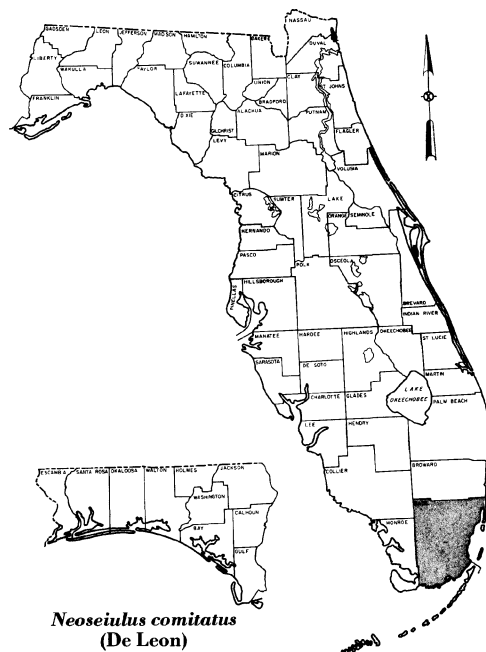 NASSAU
GADSDEN
LEON
JEFFERSON
MADISON
HAMILTON
BAKER
DUVAL
LIBERTY
WAKULLA
TAYLOR
SUWANNEE
COLUMBIA
UNION
CLAY
ST JOHNS
FRANKLIN
LAFAYETTE
BRADFORD
DIXIE
ALACHUA
PUTNAM
GILCHRIST
FLAGLER
LEVY
MARION
VOLUSIA
CITRUS
SUMTER
LAKE
ORANGE
SEMINOLE
HERNANDO
PASCO
POLK
OSCEOLA
HILLSBOROUGH
PINELLAS
BREVARD
INDIAN RIVER
MANATEE
HARDEE
HIGHLANDS
OKEECHOBEE
ST LUCIE
SARASOTA
DE SOTO
MARTIN
CHARLOTTE
GLADES
LAKE
OKEECHOBEE
PALM BEACH
LEE
HENDRY
COLLIER
BROWARD
MONROE
ESCAMBIA
SANTA ROSA
OKALOOSA
WALTON
HOLMES
JACKSON
WASHINGTON
BAY
CALHOUN
GULF
Neoseiulus comitatus
(De Leon)